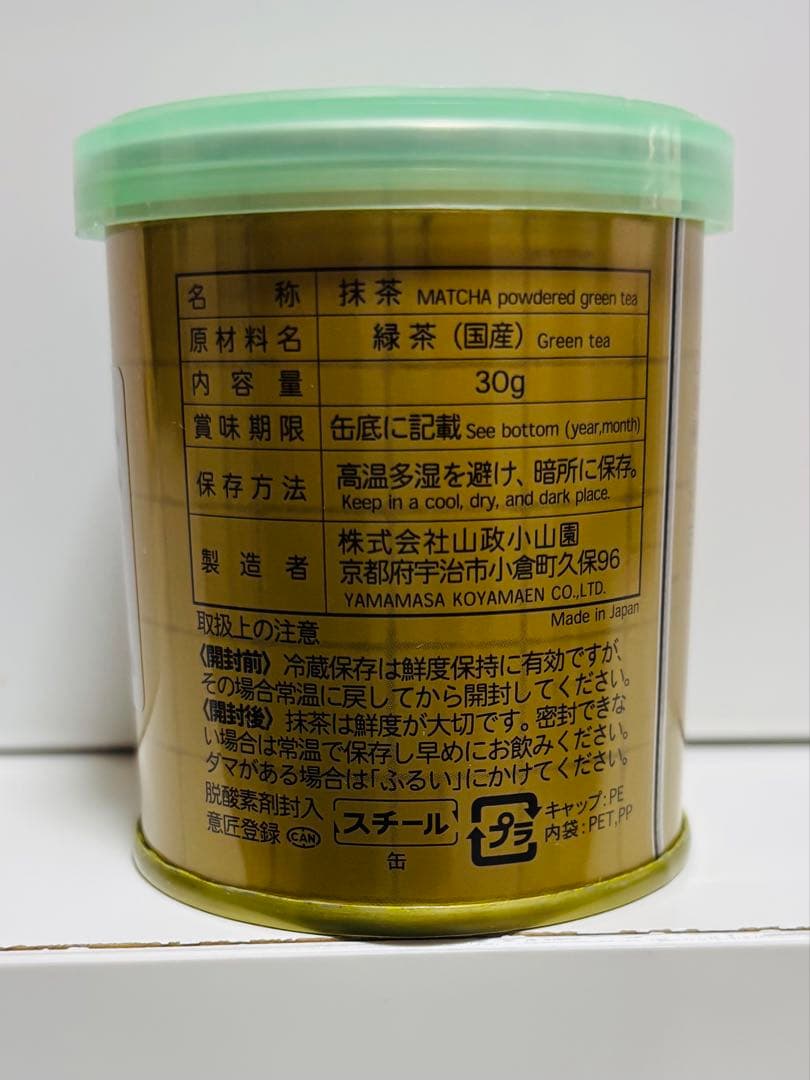 名称 抹茶 MATCHA powdered green tea
原材料名 緑茶(国産) Green tea
内容量 30g
賞味期限 缶底に記載 See bottom (year,month)
保存方法 高温多湿を避け、暗所に保存。
Keep in a cool, dry, and dark place.
製造者 株式会社山政小山園
京都府宇治市小倉町久保96
YAMAMASA KOYAMAEN CO.,LTD.
Made in Japan
取扱上の注意
〈開封前〉冷蔵保存は鮮度保持に有効ですが、
その場合常温に戻してから開封してください。
〈開封後〉抹茶は鮮度が大切です。密封できな
い場合は常温で保存し早めにお飲みください。
ダマがある場合は「ふるい」にかけてください。
脱酸素剤封入
意匠登録 CAN
スチール
缶
プラ
キャップ:PE
内袋:PET,PP